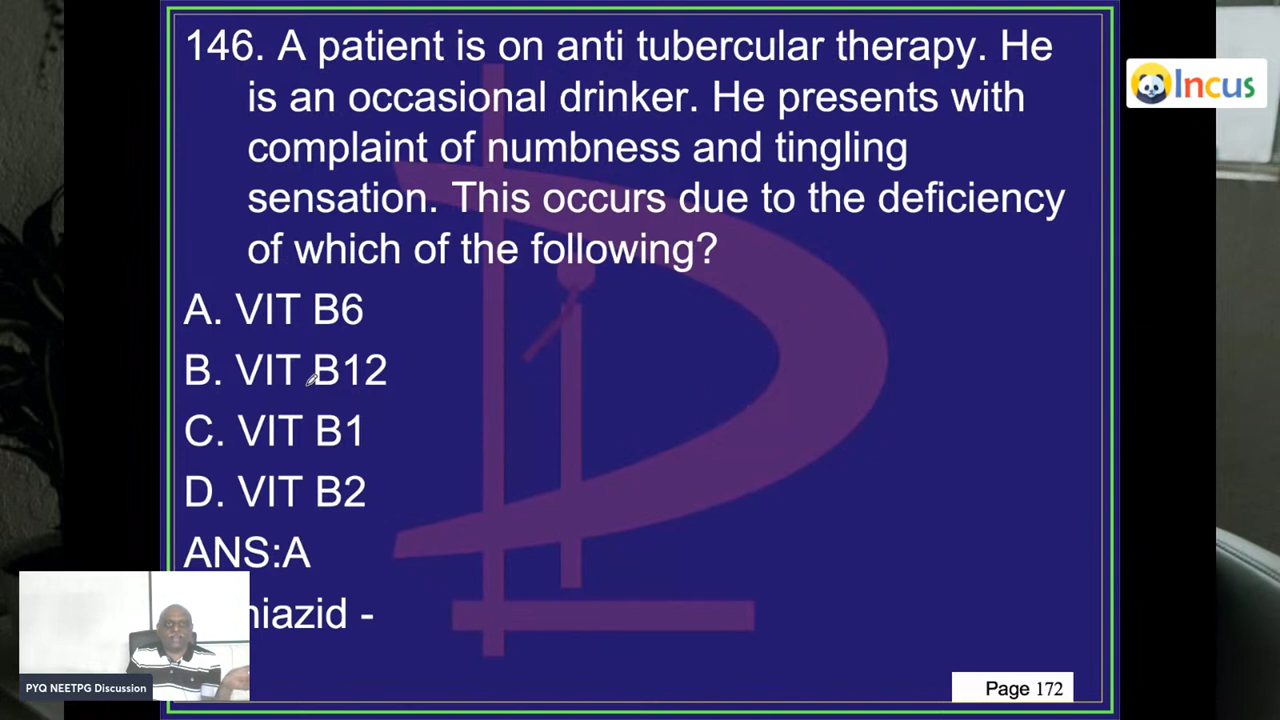 146. A patient is on anti tubercular therapy. He
is an occasional drinker. He presents with
complaint of numbness and tingling
sensation. This occurs due to the deficiency
of which of the following?
A. VIT B6
B. VIT B12
C. VIT B1
D. VIT B2
ANS:A
niazid -
Page 172
Incus
PYQ NEETPG Discussion